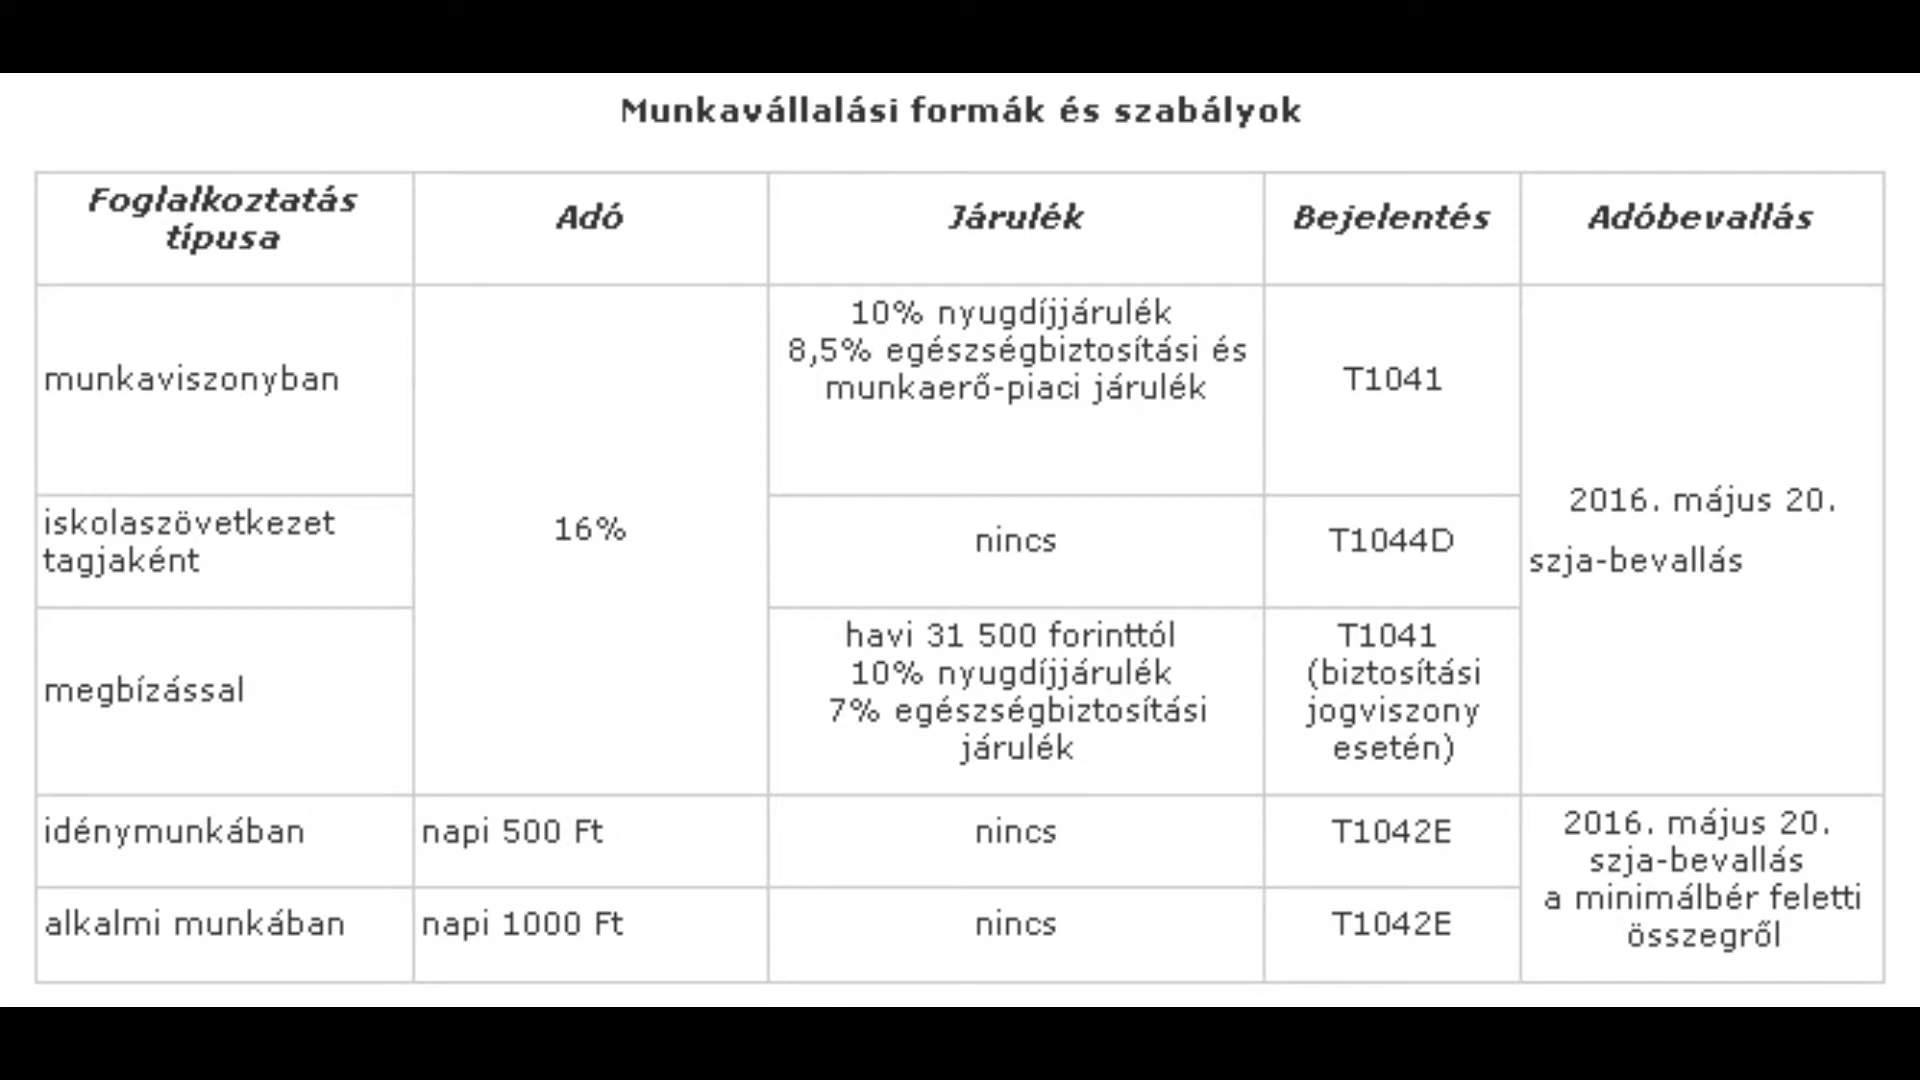 Munkavállalási formák és szabályok
Foglalkoztatás
típusa
Adó
Járulék
Bejelentés
Adóbevallás
munkaviszonyban
16%
10% nyugdíjjárulék
8,5% egészségbiztosítási és
munkaerő-piaci járulék
T1041
2016. május 20.
szja-bevallás
iskolaszövetkezet
tagjaként
nincs
T1044D
megbízással
havi 31 500 forinttól
10% nyugdíjjárulék
7% egészségbiztosítási
járulék
T1041
(biztosítási
jogviszony
esetén)
idénymunkában
napi 500 Ft
nincs
T1042E
2016. május 20.
szja-bevallás
a minimálbér feletti
összegről
alkalmi munkában
napi 1000 Ft
nincs
T1042E